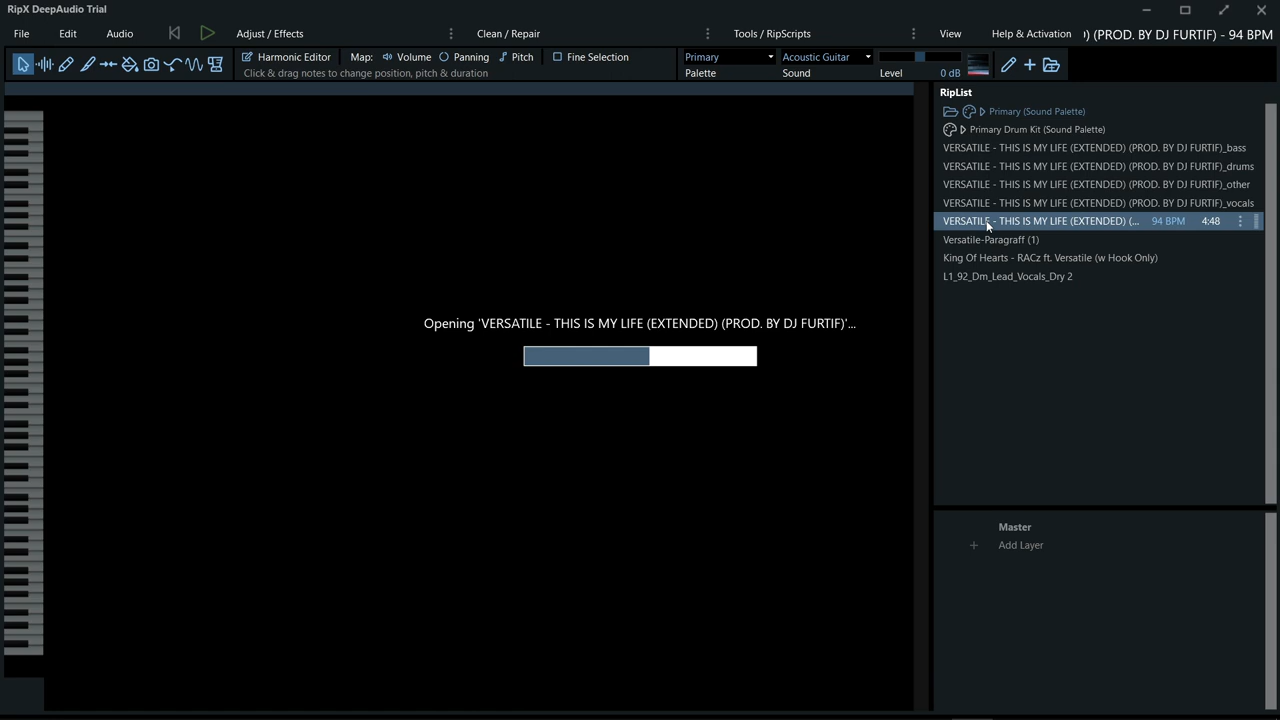 RipX DeepAudio Trial
File Edit Audio Adjust / Effects Clean / Repair Tools / RipScripts View Help & Activation ı) (PROD. BY DJ FURTIF) - 94 BPM
Harmonic Editor Map: Volume Panning Pitch Fine Selection Primary Acoustic Guitar
Click & drag notes to change position, pitch & duration Palette Sound Level 0 dB
RipList
Primary (Sound Palette)
Primary Drum Kit (Sound Palette)
VERSATILE - THIS IS MY LIFE (EXTENDED) (PROD. BY DJ FURTIF)_bass
VERSATILE - THIS IS MY LIFE (EXTENDED) (PROD. BY DJ FURTIF)_drums
VERSATILE - THIS IS MY LIFE (EXTENDED) (PROD. BY DJ FURTIF)_other
VERSATILE - THIS IS MY LIFE (EXTENDED) (PROD. BY DJ FURTIF)_vocals
VERSATILE - THIS IS MY LIFE (EXTENDED) (... 94 BPM 4:48
Versatile-Paragraff (1)
King Of Hearts - RACz ft. Versatile (w Hook Only)
L1_92_Dm_Lead_Vocals_Dry 2
Opening 'VERSATILE - THIS IS MY LIFE (EXTENDED) (PROD. BY DJ FURTIF)'...
Master
+ Add Layer